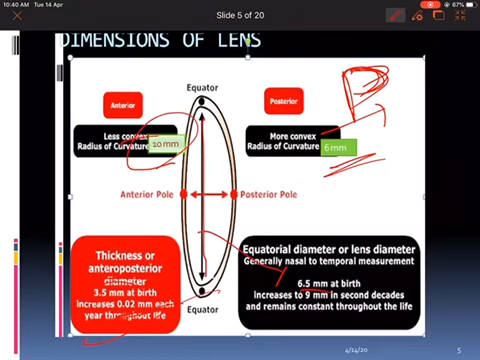 10:40 AM Tue 14 Apr
Slide 5 of 20
67%
DIMENSIONS OF LENS
Equator
Anterior
Posterior
Less convex
Radius of Curvature
10 mm
More convex
Radius of Curvature
6 mm
Anterior Pole
Posterior Pole
Thickness or
anteroposterior
diameter
3.5 mm at birth
increases 0.02 mm each
year throughout life
Equatorial diameter or lens diameter
Generally nasal to temporal measurement
6.5 mm at birth
Increases to 9 mm in second decades
and remains constant throughout the life
Equator
4/14/20
5